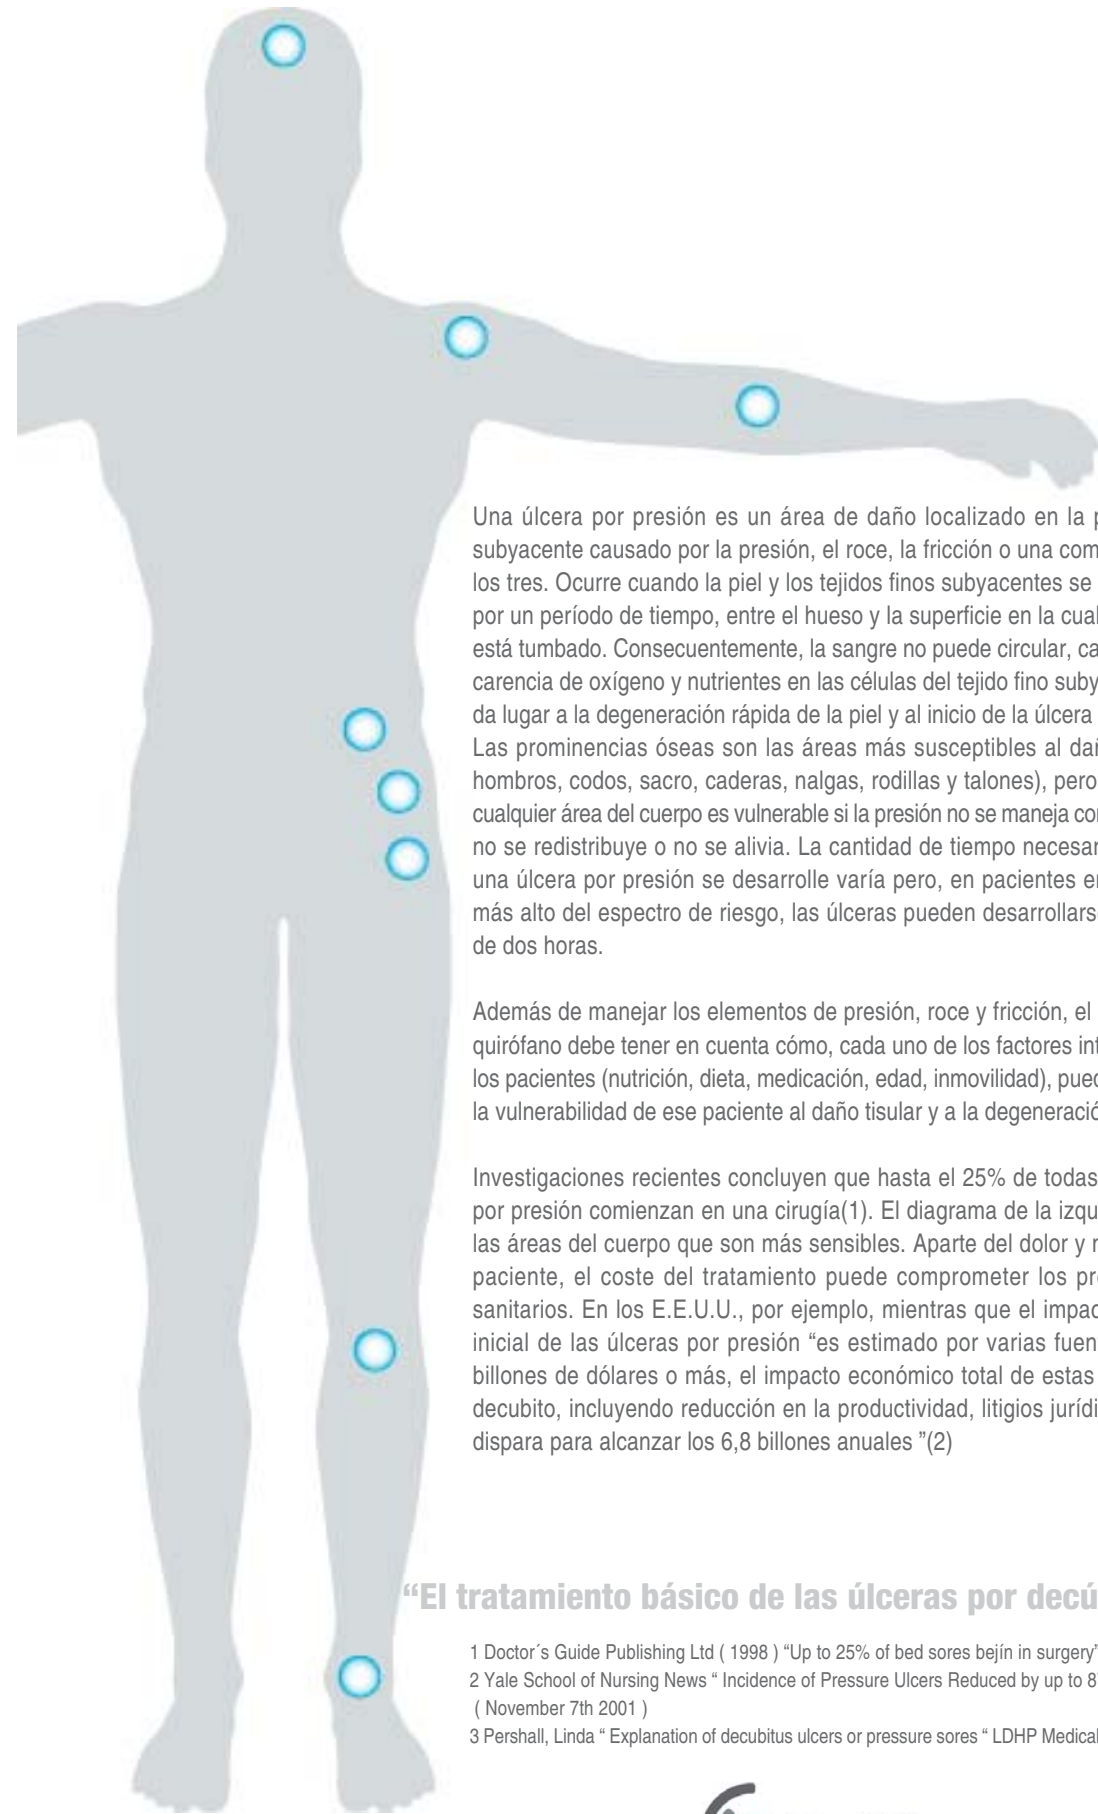 Una úlcera por presión es un área de daño localizado en la p
subyacente causado por la presión, el roce, la fricción o una com
los tres. Ocurre cuando la piel y los tejidos finos subyacentes se
por un período de tiempo, entre el hueso y la superficie en la cual
está tumbado. Consecuentemente, la sangre no puede circular, ca
carencia de oxígeno y nutrientes en las células del tejido fino suby
da lugar a la degeneración rápida de la piel y al inicio de la úlcera
Las prominencias óseas son las áreas más susceptibles al dañ
hombros, codos, sacro, caderas, nalgas, rodillas y talones), pero
cualquier área del cuerpo es vulnerable si la presión no se maneja cor
no se redistribuye o no se alivia. La cantidad de tiempo necesar
una úlcera por presión se desarrolle varía pero, en pacientes en
más alto del espectro de riesgo, las úlceras pueden desarrollars
de dos horas.
Además de manejar los elementos de presión, roce y fricción, el
quirófano debe tener en cuenta cómo, cada uno de los factores int
los pacientes (nutrición, dieta, medicación, edad, inmovilidad), pued
la vulnerabilidad de ese paciente al daño tisular y a la degeneració
Investigaciones recientes concluyen que hasta el 25% de todas
por presión comienzan en una cirugía(1). El diagrama de la izqu
las áreas del cuerpo que son más sensibles. Aparte del dolor y m
paciente, el coste del tratamiento puede comprometer los pre
sanitarios. En los E.E.U.U., por ejemplo, mientras que el impac
inicial de las úlceras por presión “es estimado por varias fuen
billones de dólares o más, el impacto económico total de estas
decubito, incluyendo reducción en la productividad, litigios jurídi
dispara para alcanzar los 6,8 billones anuales ”(2)
“El tratamiento básico de las úlceras por decú
1 Doctor´s Guide Publishing Ltd ( 1998 ) “Up to 25% of bed sores bejín in surgery”
2 Yale School of Nursing News “ Incidence of Pressure Ulcers Reduced by up to 8
( November 7th 2001 )
3 Pershall, Linda “ Explanation of decubitus ulcers or pressure sores “ LDHP Medical